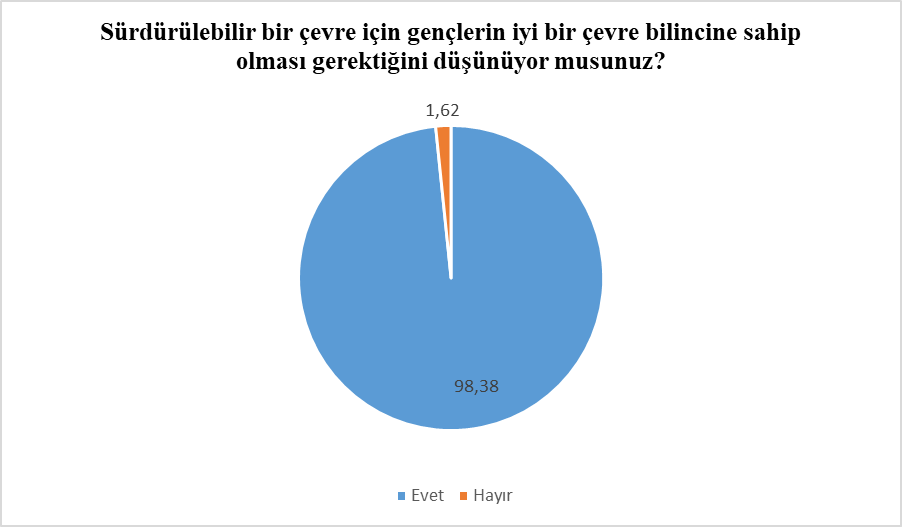 Sürdürülebilir bir çevre için gençlerin iyi bir çevre bilincine sahip
olması gerektiğini düşünüyor musunuz?
1,62
98,38
Evet Hayır